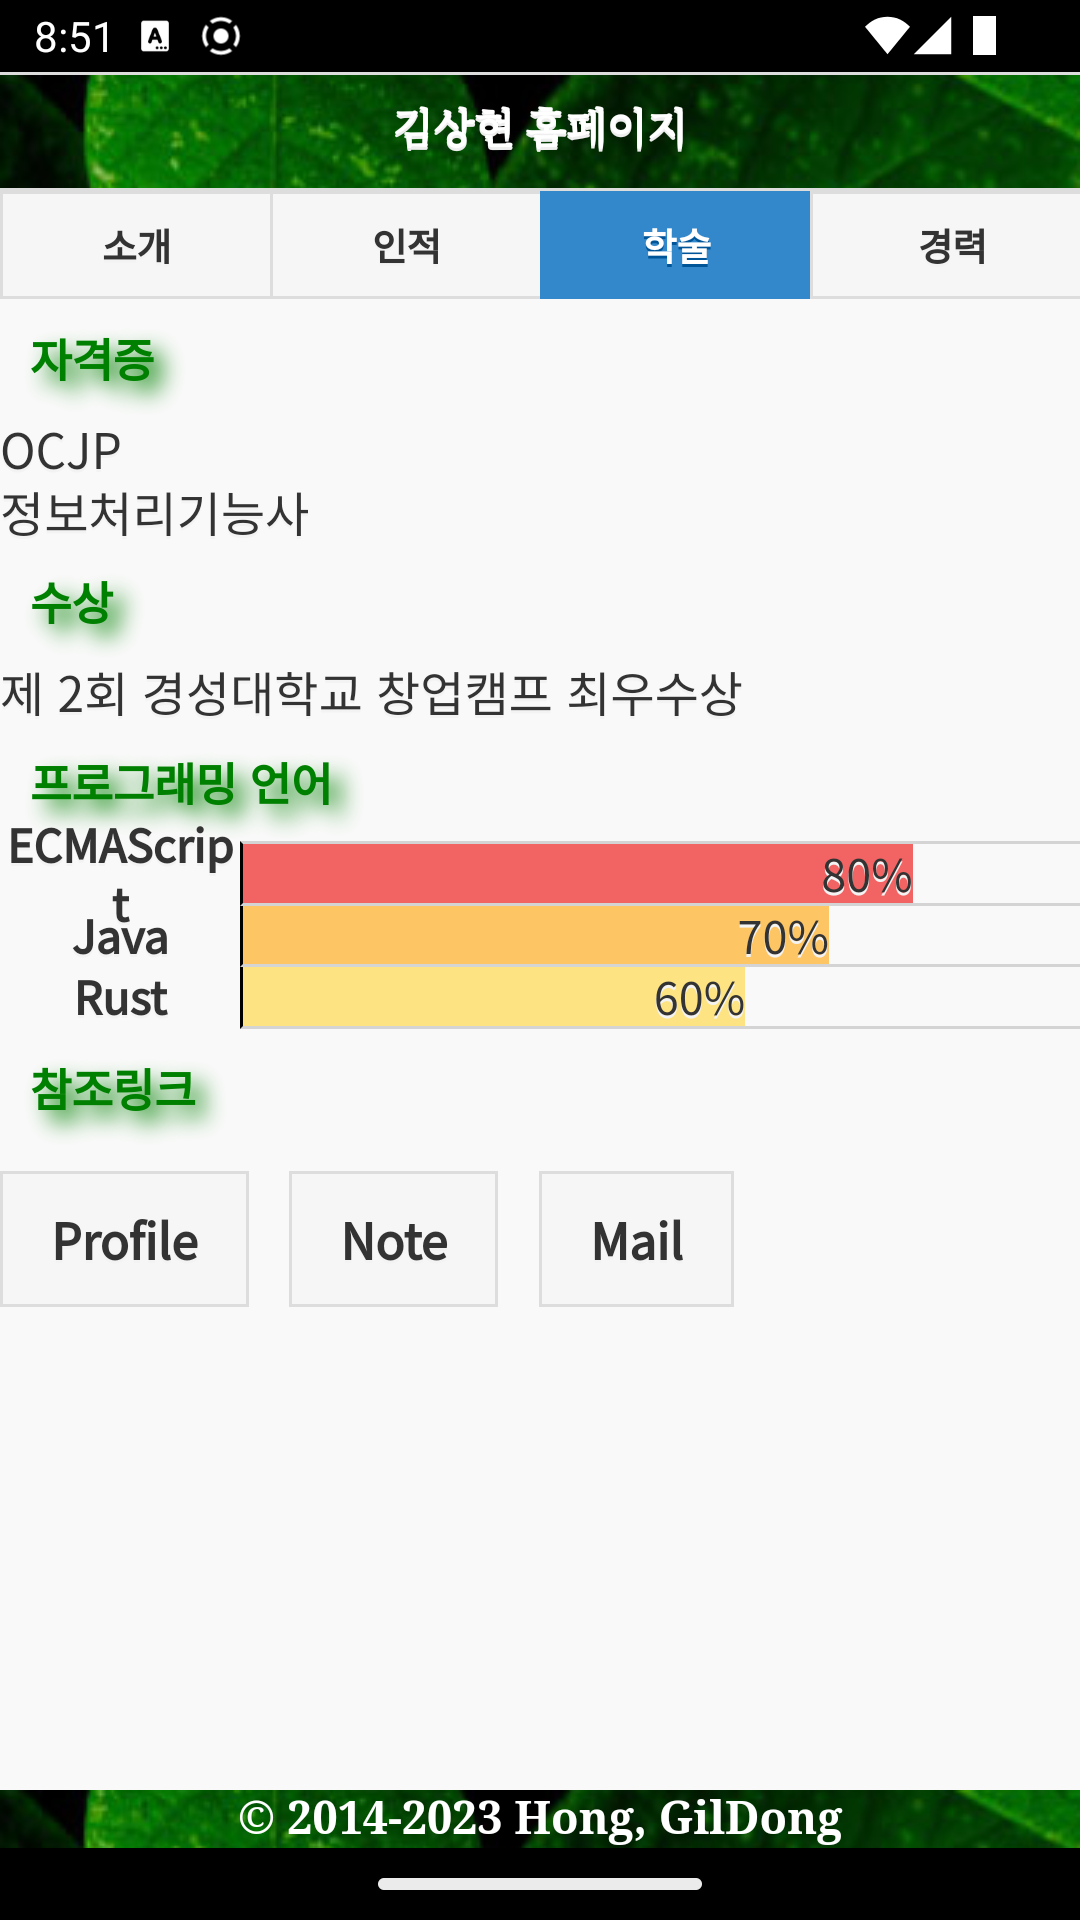 8:51
김상현 홈페이지
소개 인적 학술 경력
자격증
OCJP
정보처리기능사
수상
제 2회 경성대학교 창업캠프 최우수상
프로그래밍 언어
ECMAScrip
t
80%
Java 70%
Rust 60%
참조링크
Profile Note Mail
© 2014-2023 Hong, GilDong